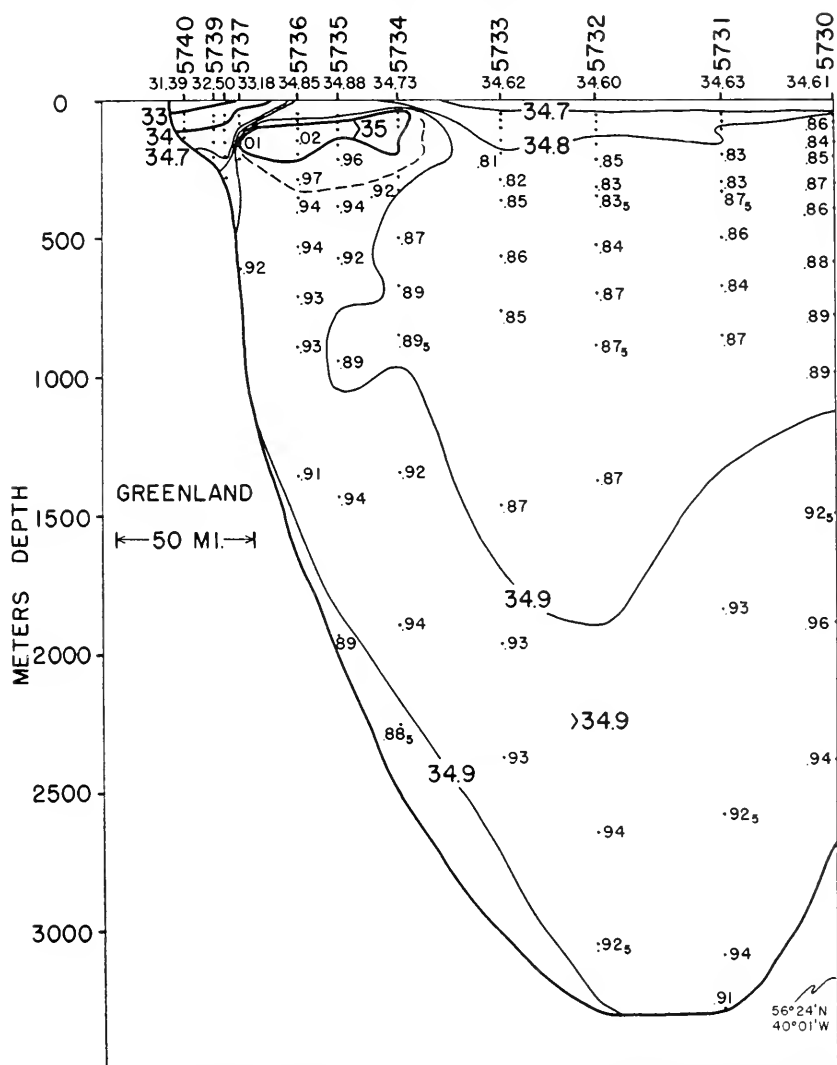 5740 5739 5737 5736 5735 5734 5733 5732 5731 5730
31.39 32.50 33.18 34.85 34.88 34.73 34.62 34.60 34.63 34.61
0 33 34.7
34 .01 .02 >35 34.8 .86
.84
34.7 .96 .81 .85 .83 .85
.97 .92 .82 .83 .83 .87
.94 .94 .85 .83₅ .87₅ .86
500 .94 .87 .84 .86
.92 .92 .86 .88
.93 .89 .87 .84
.85 .89
.93 .89₅ .87₅ .87
.89 .89
1000
.91 .92 .87
GREENLAND .94 .87
1500 .92₅
50 MI.
METERS DEPTH
34.9
.93
.94 .96
2000 .89 .93
>34.9
.88₅
34.9 .93 .94
2500
.94 .92₅
3000 .92₅
.94
.91
56°24'N
40°01'W